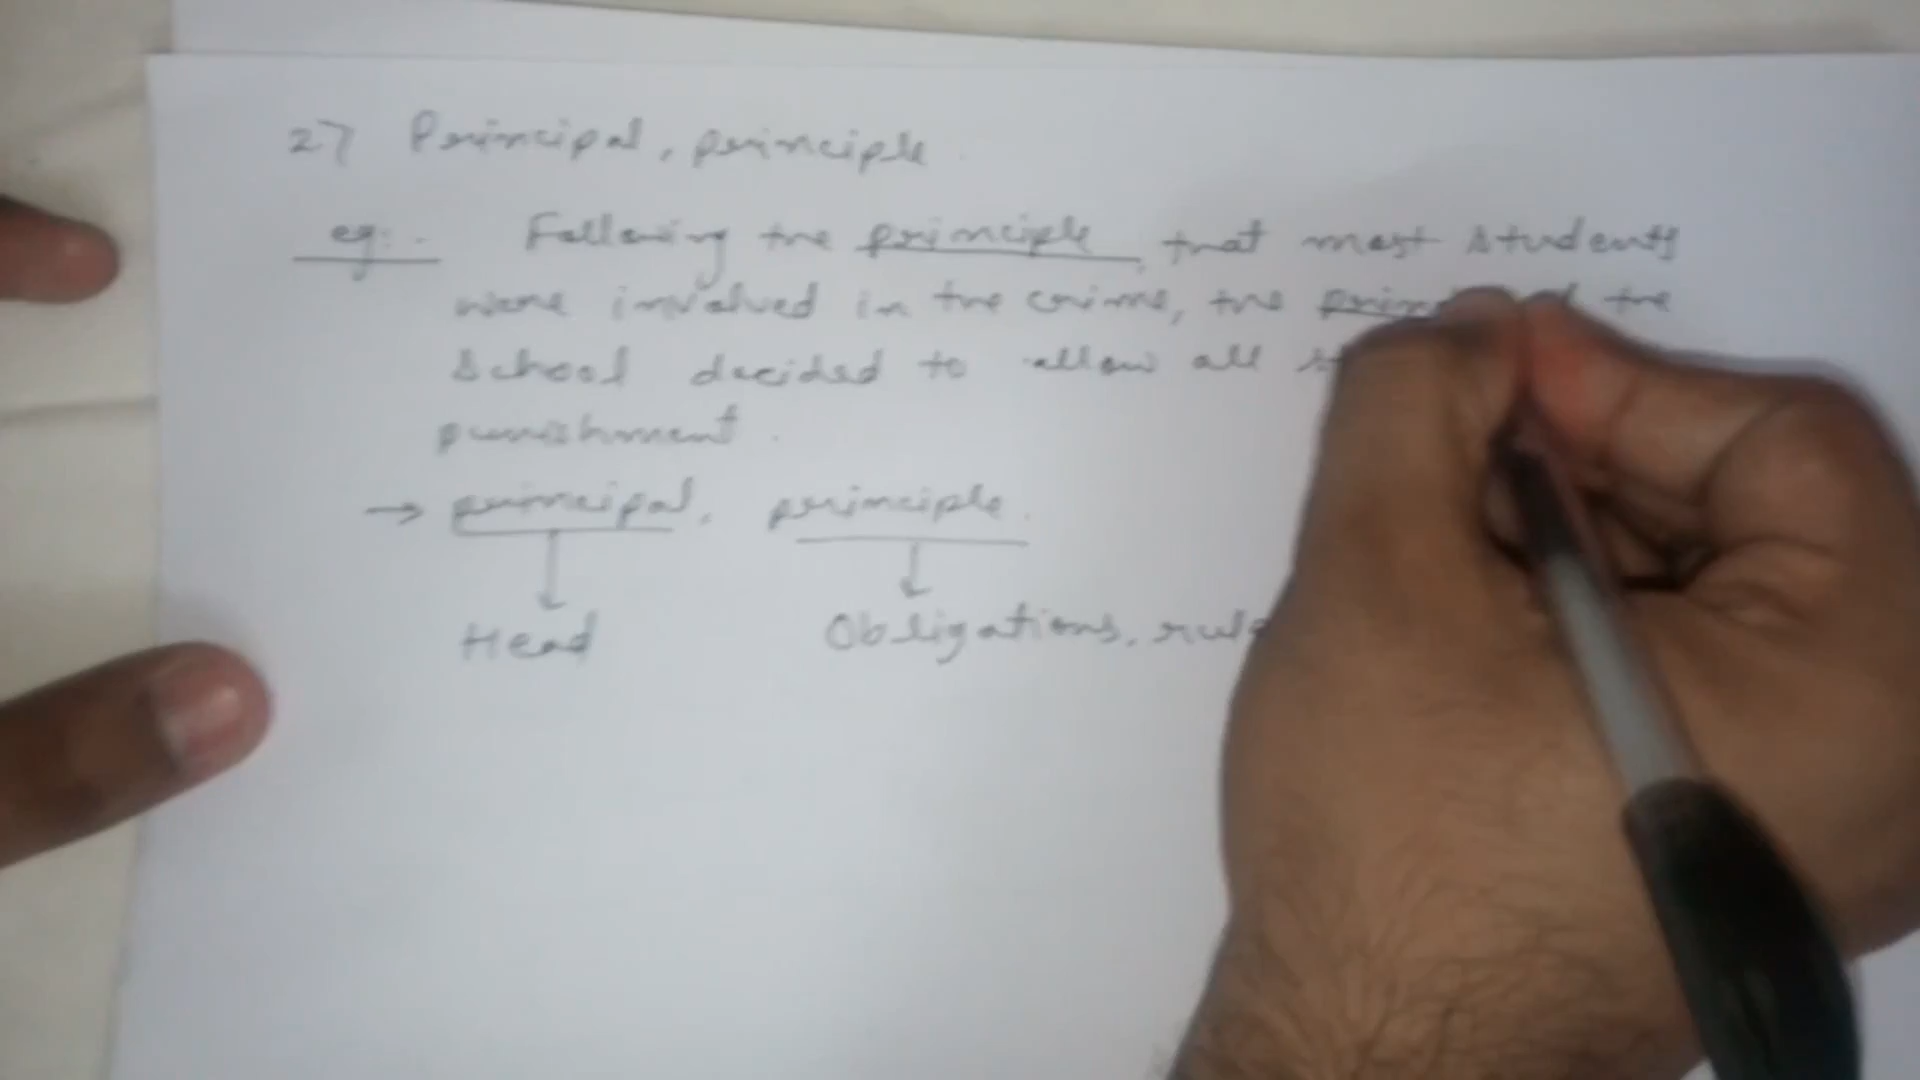 27 Principal, principle.
eg:- Following the principle, that most students
were involved in the crime, the the
School decided to allow all
punishment.
→ principal, principle.
Head Obligations,